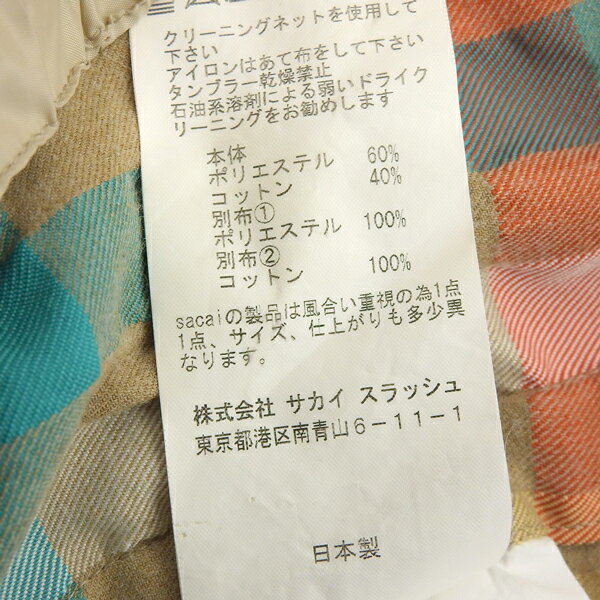 クリーニングネットを使用して
下さい
アイロンはあて布をして下さい
タンブラー乾燥禁止
石油系溶剤による弱いドライク
リーニングをお勧めします
本体
ポリエステル 60%
コットン 40%
別布①
ポリエステル 100%
別布②
コットン 100%
sacaiの製品は風合い重視の為1点
1点、サイズ、仕上がりも多少異
なります。
株式会社 サカイ スラッシュ
東京都港区南青山6-11-1
日本製